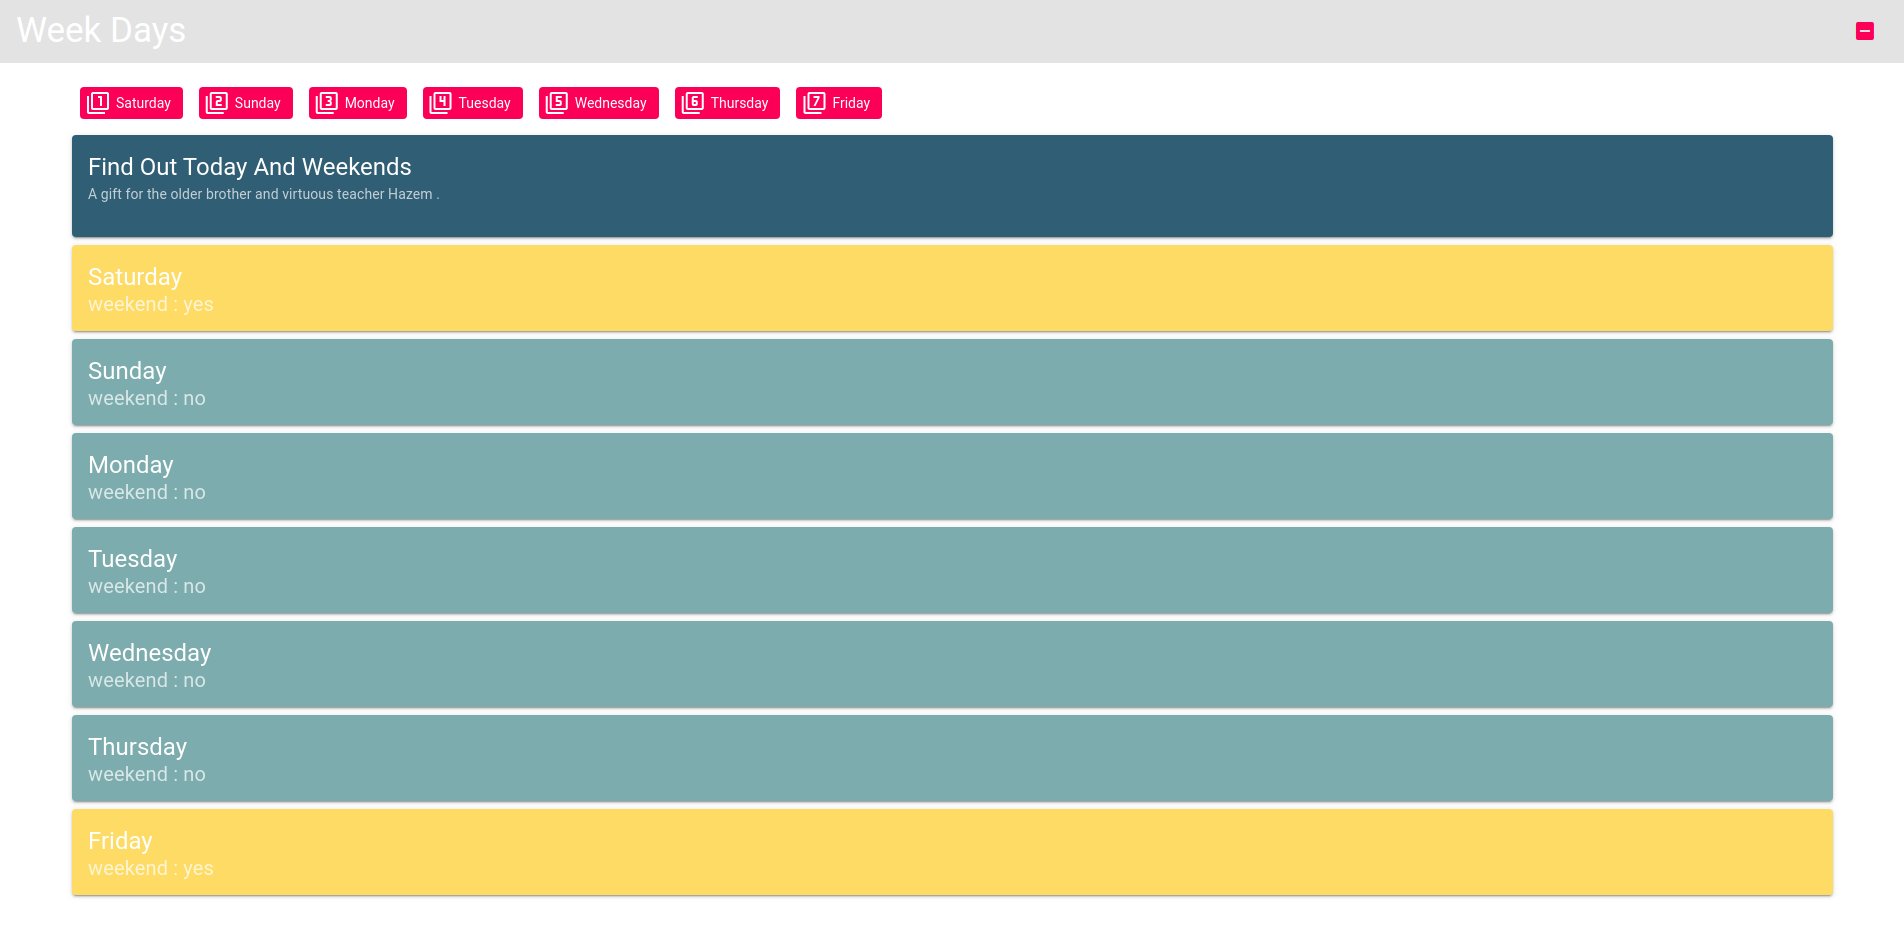 Week Days
1 Saturday 2 Sunday 3 Monday 4 Tuesday 5 Wednesday 6 Thursday 7 Friday
Find Out Today And Weekends
A gift for the older brother and virtuous teacher Hazem .
Saturday
weekend : yes
Sunday
weekend : no
Monday
weekend : no
Tuesday
weekend : no
Wednesday
weekend : no
Thursday
weekend : no
Friday
weekend : yes